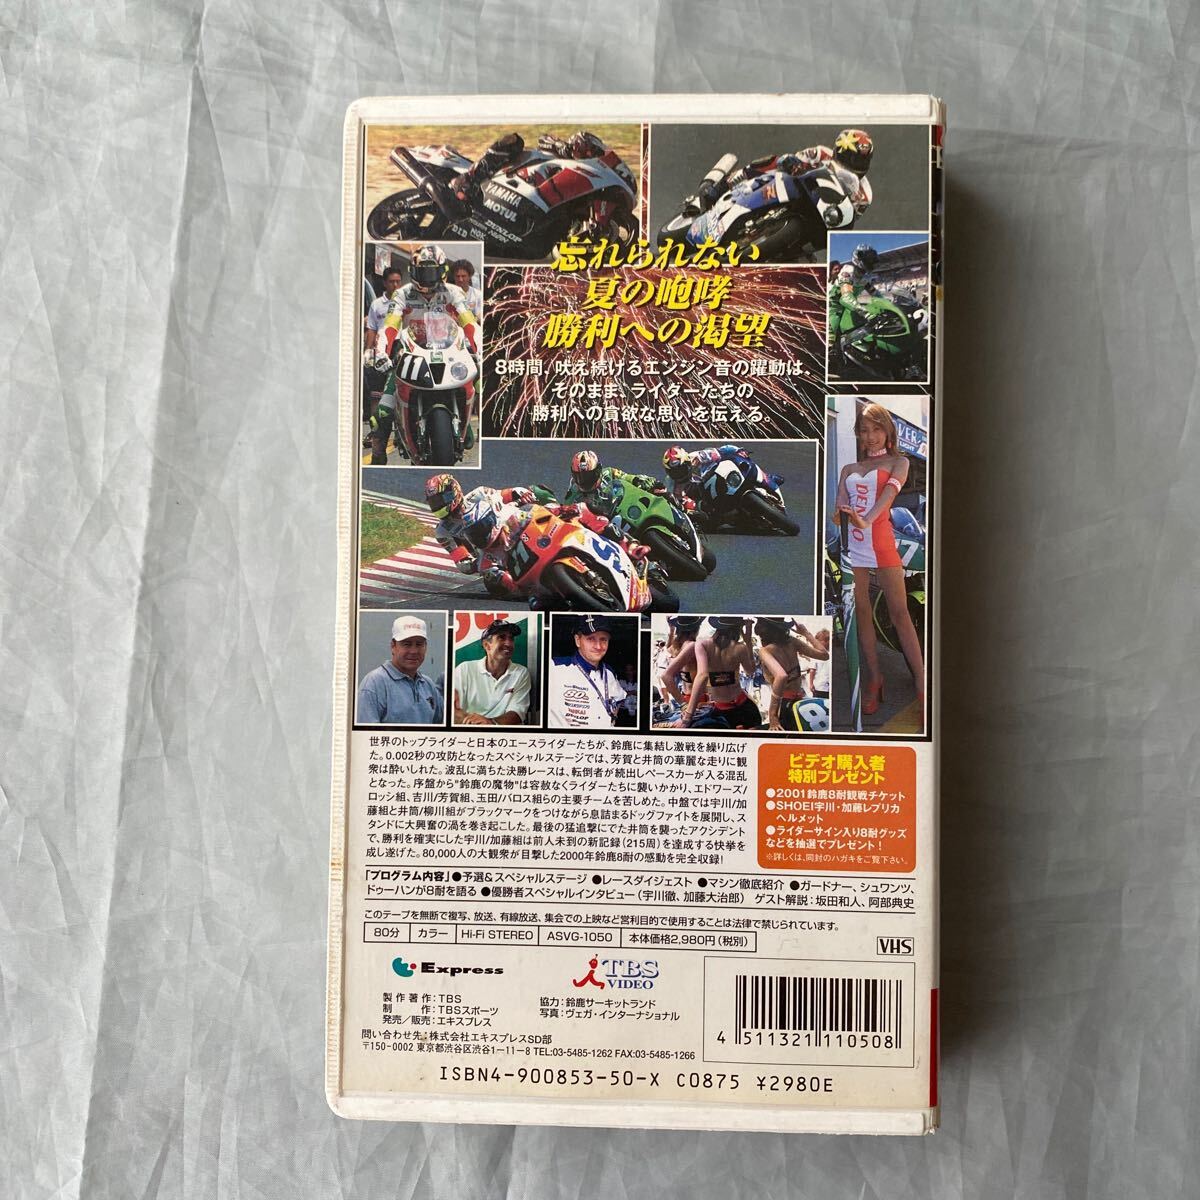 YAMAHA
MOTUL
DUNLOP
D.I.D
NGK
忘れられない
夏の咆哮
勝利への渇望
8時間、吠え続けるエンジン音の躍動は、
そのまま、ライダーたちの
勝利への貪欲な思いを伝える。
11
DENSO
7
8
世界のトップライダーと日本のエースライダーたちが、鈴鹿に集結し激戦を繰り広げ
た。0.002秒の攻防となったスペシャルステージでは、芳賀と井筒の華麗な走りに観
衆は酔いしれた。波乱に満ちた決勝レースは、転倒者が続出しペースカーが入る混乱
となった。序盤から"鈴鹿の魔物"は容赦なくライダーたちに襲いかかり、エドワーズ/
ロッシ組、吉川/芳賀組、玉田/バロス組らの主要チームを苦しめた。中盤では宇川/加
藤組と井筒/柳川組がブラックマークをつけながら息詰まるドッグファイトを展開し、ス
タンドに大興奮の渦を巻き起こした。最後の猛追撃にでた井筒を襲ったアクシデント
で、勝利を確実にした宇川/加藤組は前人未到の新記録(215周)を達成する快挙を
成し遂げた。80,000人の大観衆が目撃した2000年鈴鹿8耐の感動を完全収録!
ビデオ購入者
特別プレゼント
●2001鈴鹿8耐観戦チケット
●SHOEI宇川・加藤レプリカ
ヘルメット
●ライダーサイン入り8耐グッズ
などを抽選でプレゼント!
※詳しくは、同封のハガキをご覧下さい。
「プログラム内容」●予選&スペシャルステージ ●レースダイジェスト ●マシン徹底紹介 ●ガードナー、シュワンツ、
ドゥーハンが8耐を語る ●優勝者スペシャルインタビュー(宇川徹、加藤大治郎) ゲスト解説:坂田和人、阿部典史
このテープを無断で複写、放送、有線放送、集会での上映など営利目的で使用することは法律で禁じられています。
80分 カラー Hi-Fi STEREO ASVG-1050 本体価格2,980円(税別)
VHS
Express
TBS
VIDEO
製作著作:TBS
制 作:TBSスポーツ
発売/販売:エキスプレス
協力:鈴鹿サーキットランド
写真:ヴェガ・インターナショナル
問い合わせ先:株式会社エキスプレスSD部
〒150-0002 東京都渋谷区渋谷1-11-8 TEL:03-5485-1262 FAX:03-5485-1266
4 511321 110508
ISBN4-900853-50-X C0875 ¥2980E